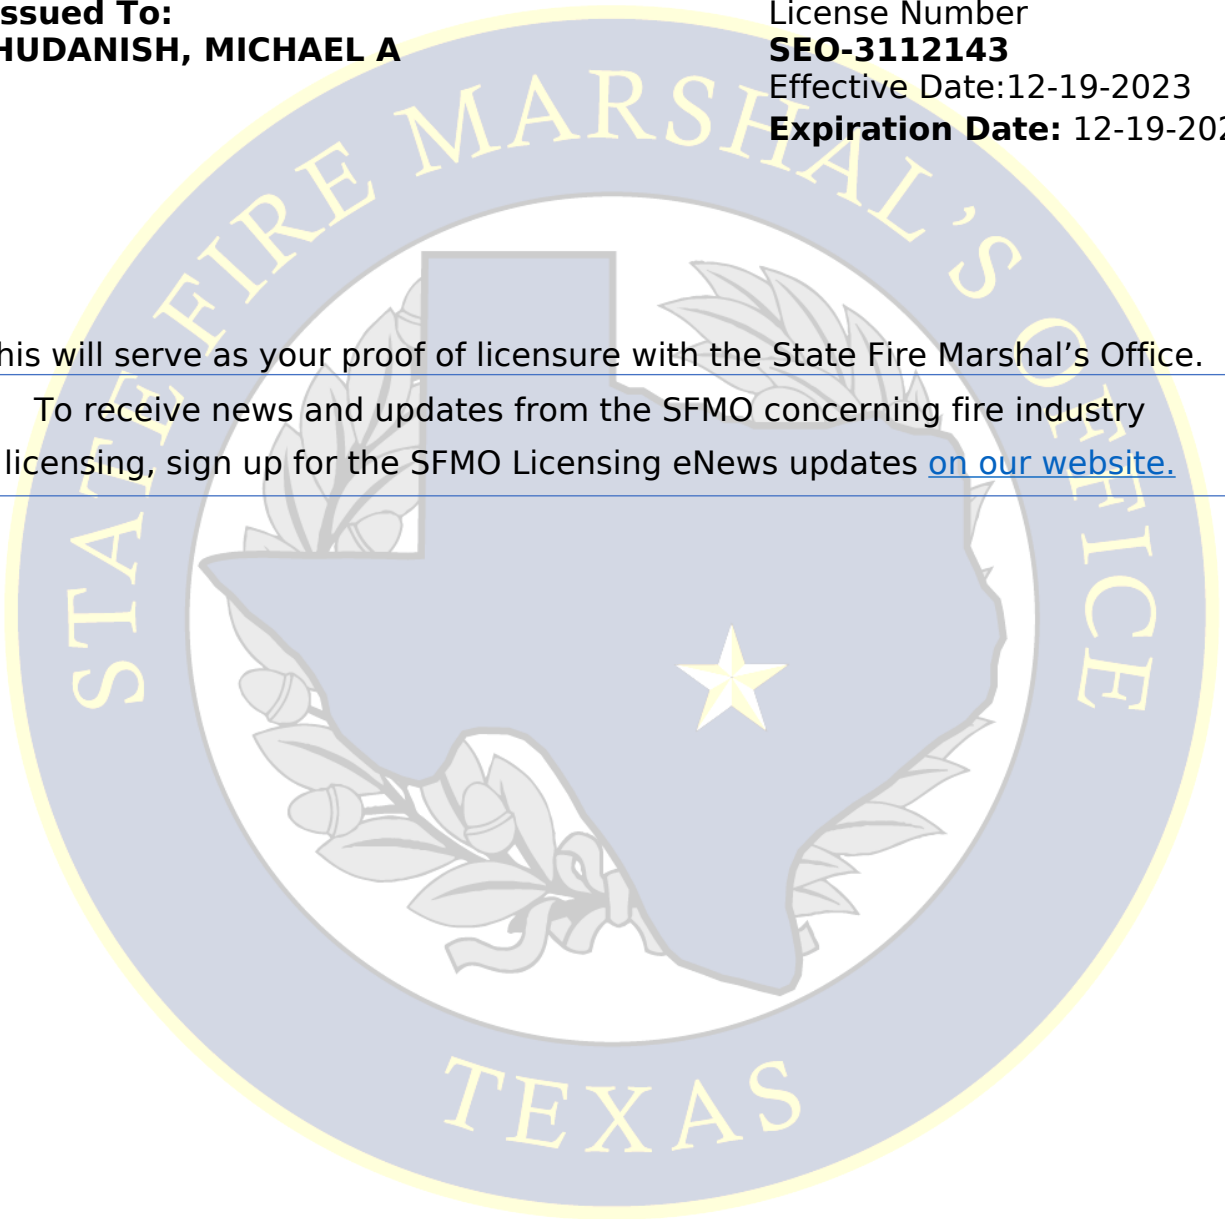 ssued To:
HUDANISH, MICHAEL A
License Number
SEO-3112143
Effective Date:12-19-2023
Expiration Date: 12-19-202
his will serve as your proof of licensure with the State Fire Marshal’s Office.
To receive news and updates from the SFMO concerning fire industry
licensing, sign up for the SFMO Licensing eNews updates on our website.
STATE FIRE MARSHAL’S OFFICE
TEXAS